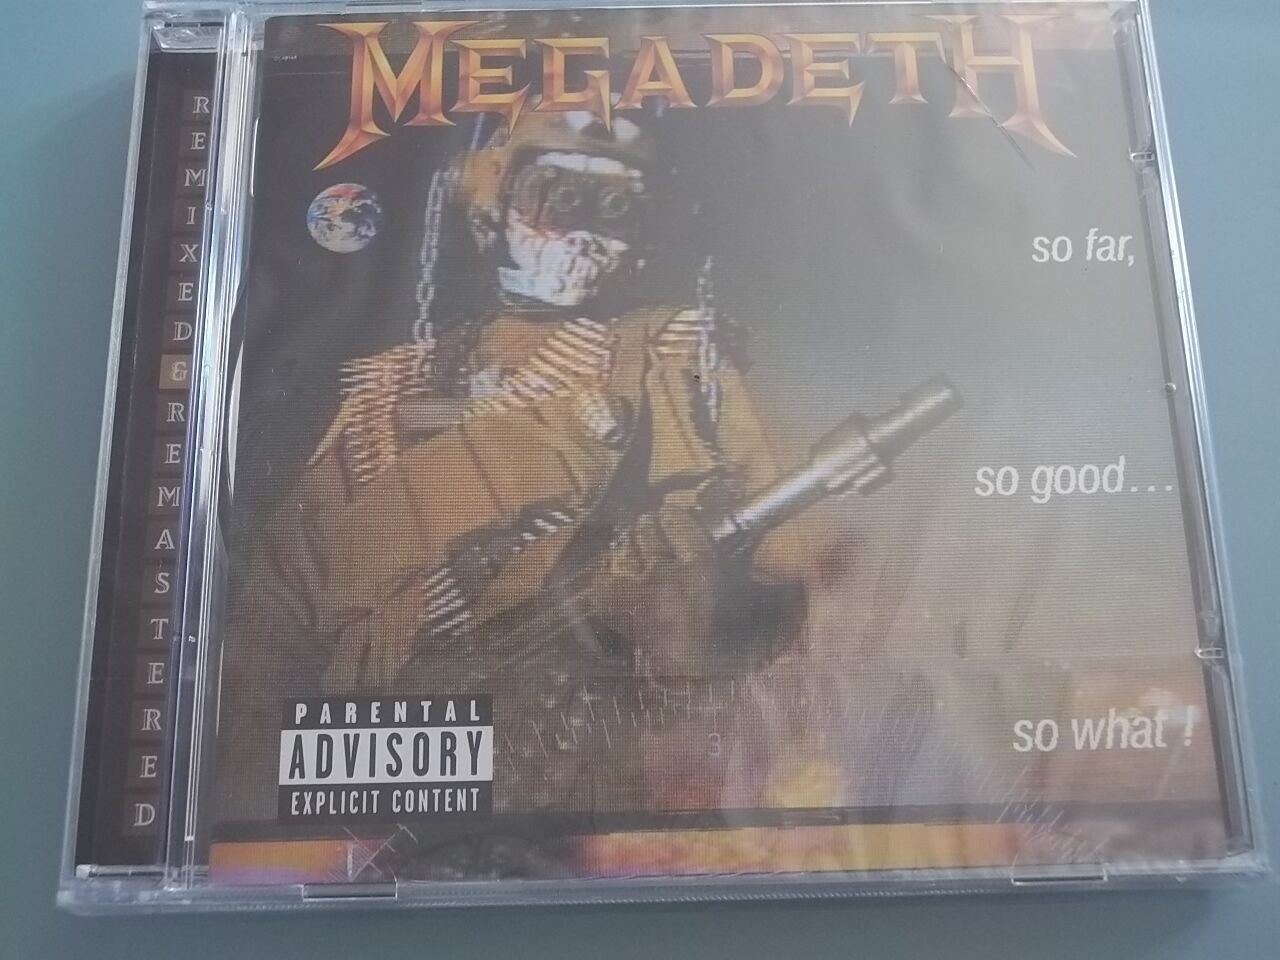 MEGADETH
so far,
so good...
so what !
REMIXED & REMASTERED
PARENTAL
ADVISORY
EXPLICIT CONTENT